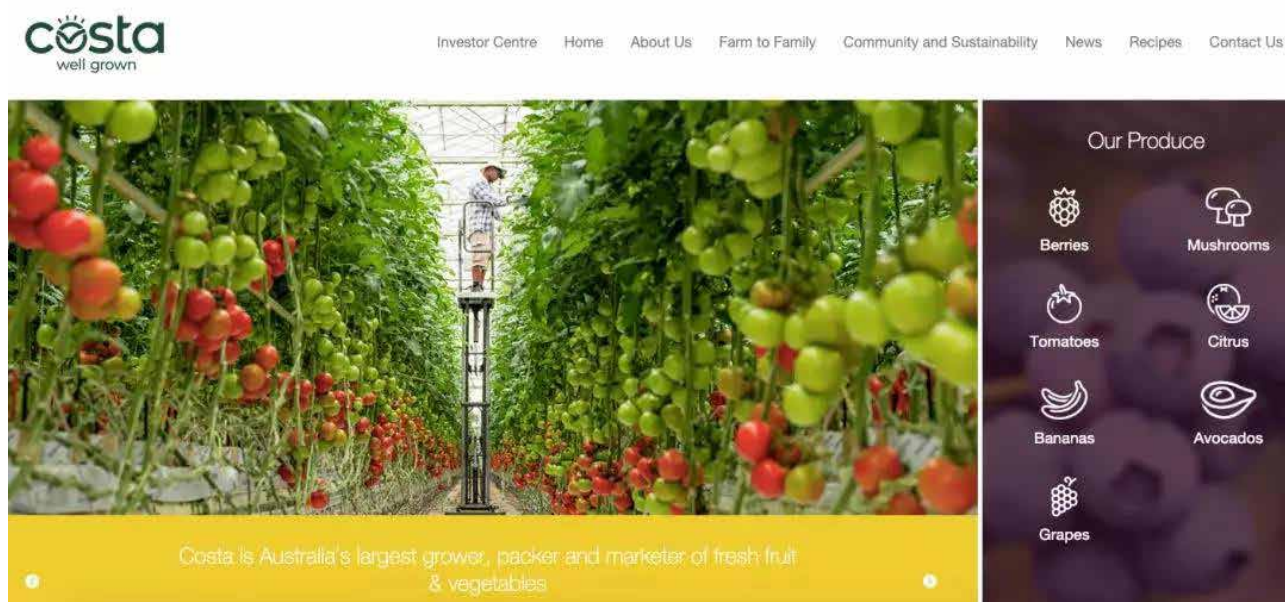 costa
well grown
Investor Centre Home About Us Farm to Family Community and Sustainability News Recipes Contact Us
Our Produce
Berries Mushrooms
Tomatoes Citrus
Bananas Avocados
Grapes
Costa is Australia's largest grower, packer and marketer of fresh fruit
& vegetables